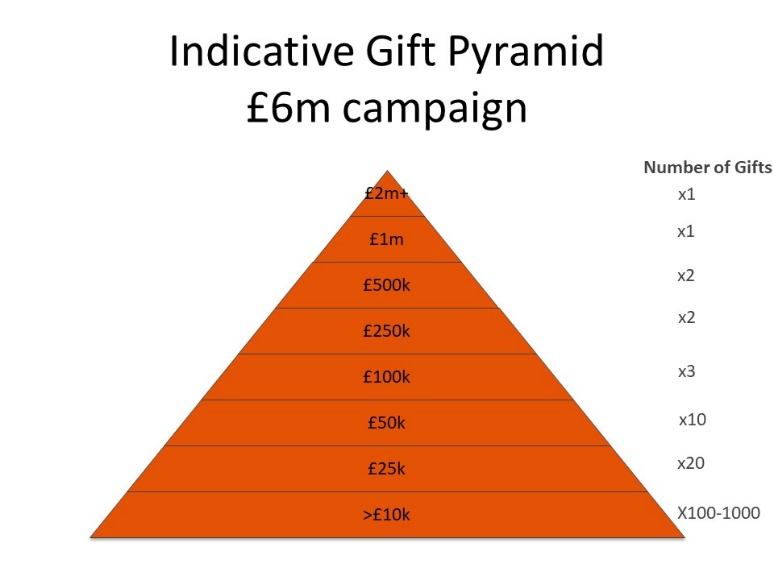 Indicative Gift Pyramid
£6m campaign
Number of Gifts
£2m+ x1
£1m x1
£500k x2
£250k x2
£100k x3
£50k x10
£25k x20
>£10k X100-1000